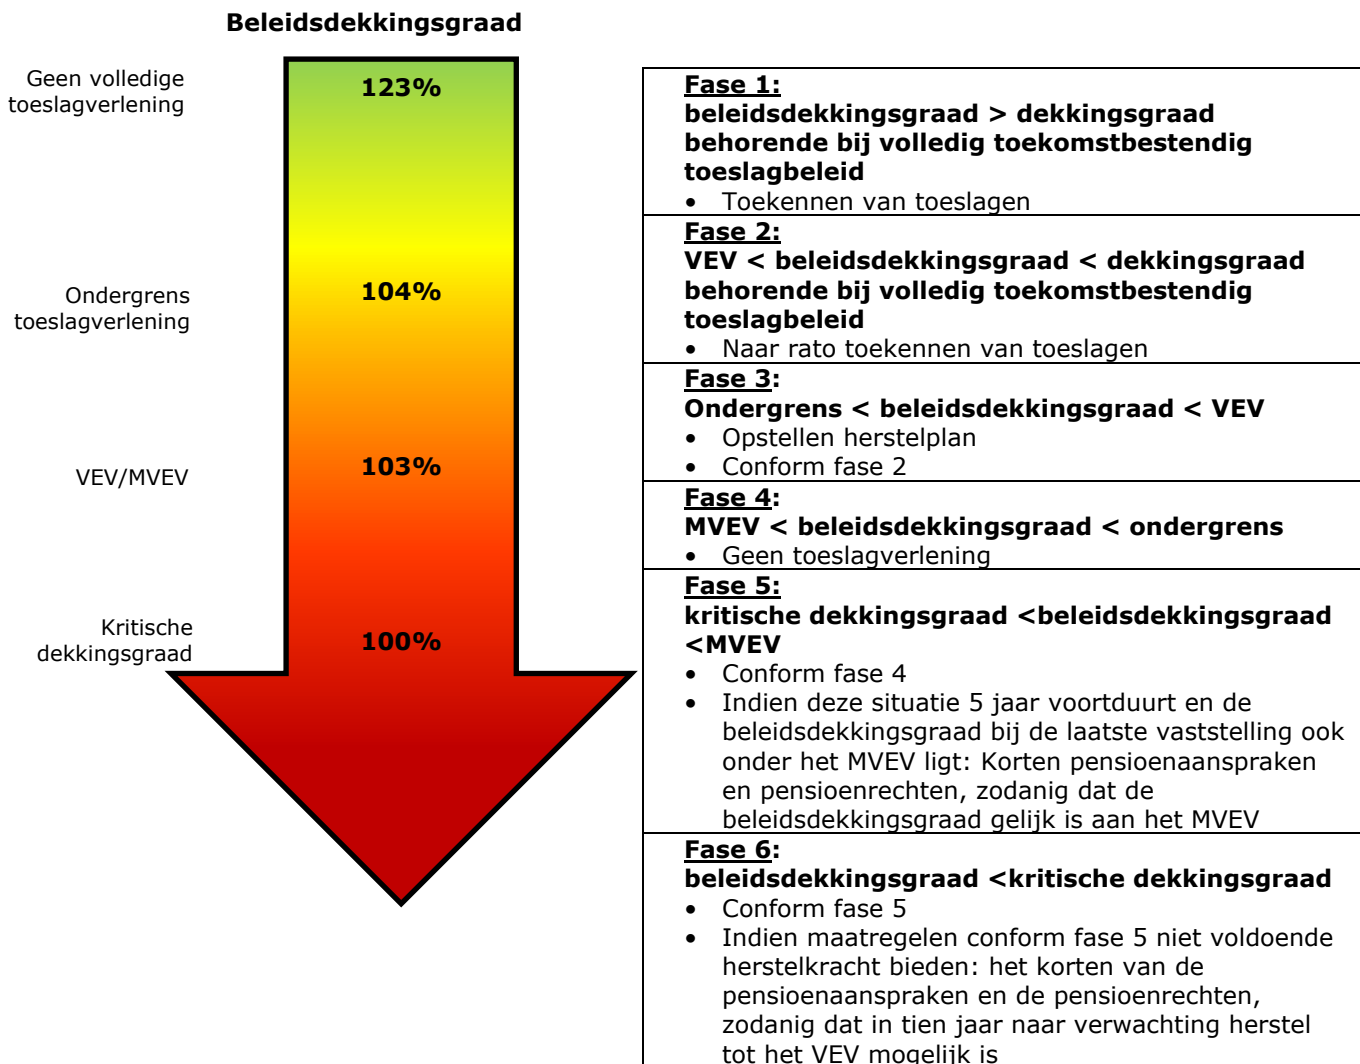 Beleidsdekkingsgraad
Geen volledige
toeslagverlening
123%
Ondergrens
toeslagverlening
104%
VEV/MVEV
103%
Kritische
dekkingsgraad
100%
Fase 1:
beleidsdekkingsgraad > dekkingsgraad
behorende bij volledig toekomstbestendig
toeslagbeleid
• Toekennen van toeslagen
Fase 2:
VEV < beleidsdekkingsgraad < dekkingsgraad
behorende bij volledig toekomstbestendig
toeslagbeleid
• Naar rato toekennen van toeslagen
Fase 3:
Ondergrens < beleidsdekkingsgraad < VEV
• Opstellen herstelplan
• Conform fase 2
Fase 4:
MVEV < beleidsdekkingsgraad < ondergrens
• Geen toeslagverlening
Fase 5:
kritische dekkingsgraad <beleidsdekkingsgraad
<MVEV
• Conform fase 4
• Indien deze situatie 5 jaar voortduurt en de
beleidsdekkingsgraad bij de laatste vaststelling ook
onder het MVEV ligt: Korten pensioenaanspraken
en pensioenrechten, zodanig dat de
beleidsdekkingsgraad gelijk is aan het MVEV
Fase 6:
beleidsdekkingsgraad <kritische dekkingsgraad
• Conform fase 5
• Indien maatregelen conform fase 5 niet voldoende
herstelkracht bieden: het korten van de
pensioenaanspraken en de pensioenrechten,
zodanig dat in tien jaar naar verwachting herstel
tot het VEV mogelijk is